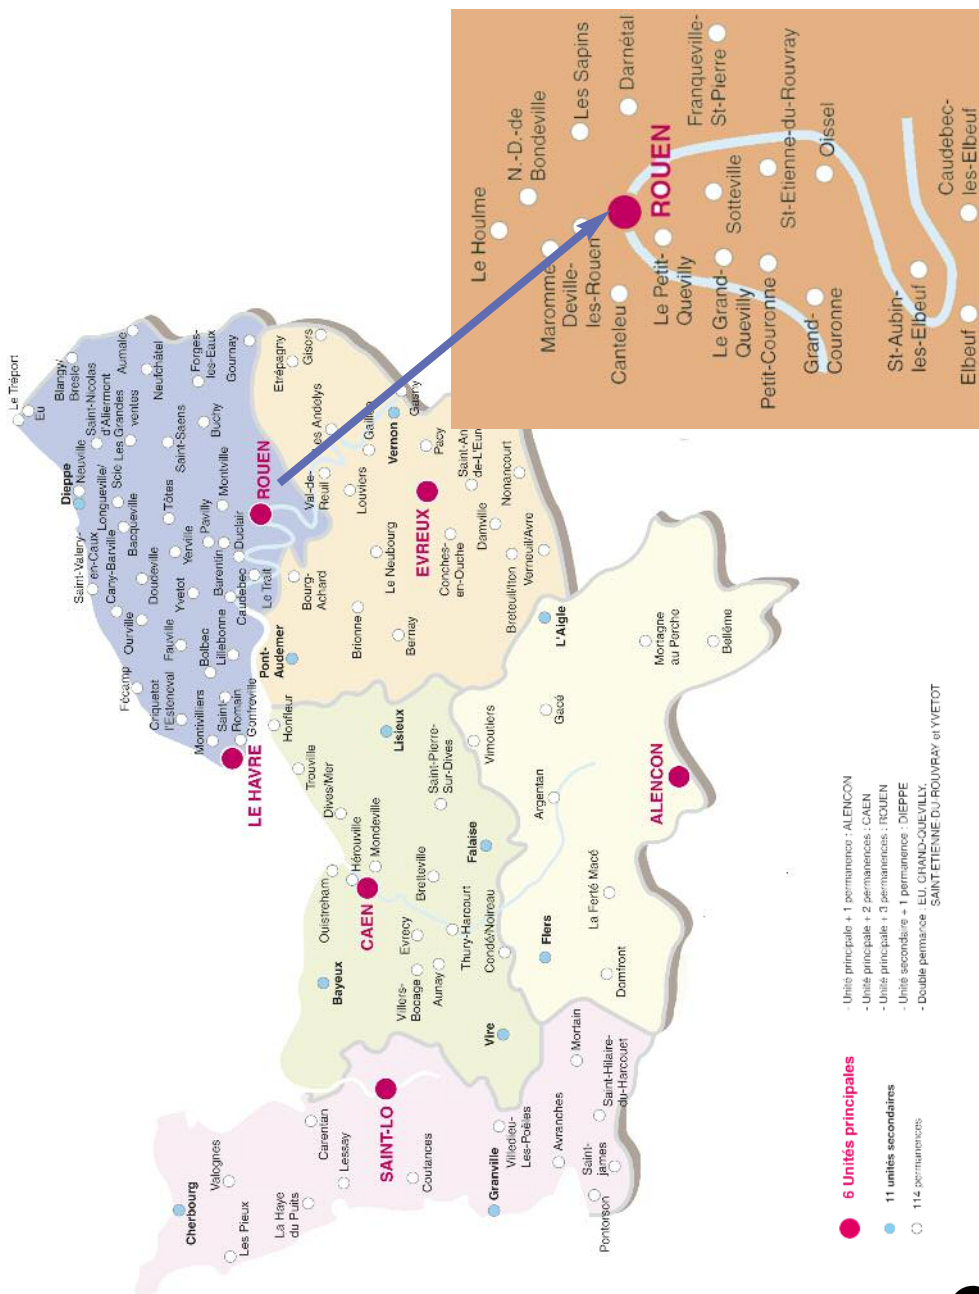 Le Tréport
Eu
Blangy/
Bresle
Saint-Nicolas
d'Aliermont
Les Grandes
ventes
Aumale
Neufchâtel
Forges-
les-Eaux
Gournay
Dieppe
Neuville
Longueville/
Scie
Bacqueville
Saint-Saens
Buchy
Tôtes
Montville
Pavilly
ROUEN
Saint-Valery-
en-Caux
Cany-Barville
Doudeville
Yerville
Yvetot
Barentin
Duclair
Caudebec
Le Trait
Ourville
Fauville
Bolbec
Lillebonne
Fécamp
Criquetot
l'Esteneval
Montivilliers
Saint-
Romain
Gonfreville
LE HAVRE
Etrépagny
Gisors
Les Andelys
Gaillon
Vernon
Gasny
Val-de-
Reuil
Louviers
Pacy
EVREUX
Saint-An
de-L'Eur
Nonancourt
Damville
Le Neubourg
Conches-
en-Ouche
Breteuil/Iton
Verneuil/Avre
Bourg-
Achard
Brionne
Bernay
Pont-
Audemer
Honfleur
Trouville
Dives/Mer
Lisieux
Saint-Pierre-
Sur-Dives
Hérouville
Mondeville
Ouistreham
CAEN
Bretteville
Falaise
Evrecy
Thury-Harcourt
Bayeux
Villers-
Bocage
Aunay
Condé/Noireau
Vire
L'Aigle
Mortagne
au Perche
Bellême
Gacé
Vimoutiers
Argentan
ALENCON
La Ferté Macé
Flers
Domfront
Mortain
Saint-Hilaire-
du-Harcouet
SAINT-LO
Carentan
Lessay
Coutances
Villedieu-
Les-Poêles
Avranches
Saint-
james
Granville
Pontorson
Cherbourg
Valognes
Les Pieux
La Haye
du Puits
Le Houlme
N.-D.-de
Bondeville
Les Sapins
Darnétal
Franqueville-
St-Pierre
Maromme
Deville-
les-Rouen
Canteleu
ROUEN
Le Petit-
Quevilly
Sotteville
St-Etienne-du-Rouvray
Oissel
Le Grand-
Quevilly
Petit-Couronne
Grand-
Couronne
St-Aubin-
les-Elbeuf
Caudebec-
les-Elbeuf
Elbeuf
6 Unités principales
11 unités secondaires
114 permanences
- Unité principale + 1 permanence : ALENCON
- Unité principale + 2 permanences : CAEN
- Unité principale + 3 permanences : ROUEN
- Unité secondaire + 1 permanence : DIEPPE
- Double permance : EU, GRAND-QUEVILLY,
SAINT ETIENNE-DU-ROUVRAY et YVETOT